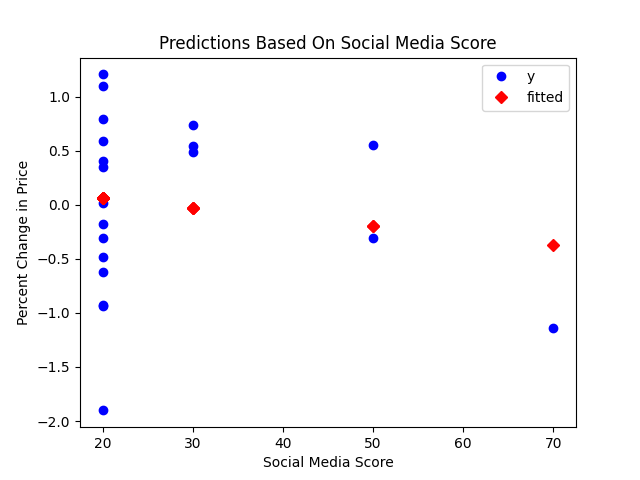 Predictions Based On Social Media Score
y
fitted
1.0
0.5
0.0
−0.5
−1.0
−1.5
−2.0
Percent Change in Price
20 30 40 50 60 70
Social Media Score